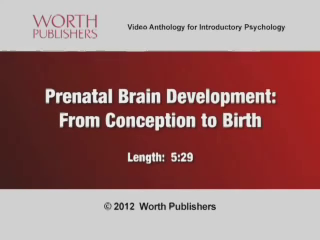 WORTH
PUBLISHERS
Video Anthology for Introductory Psychology
Prenatal Brain Development:
From Conception to Birth
Length: 5:29
© 2012 Worth Publishers